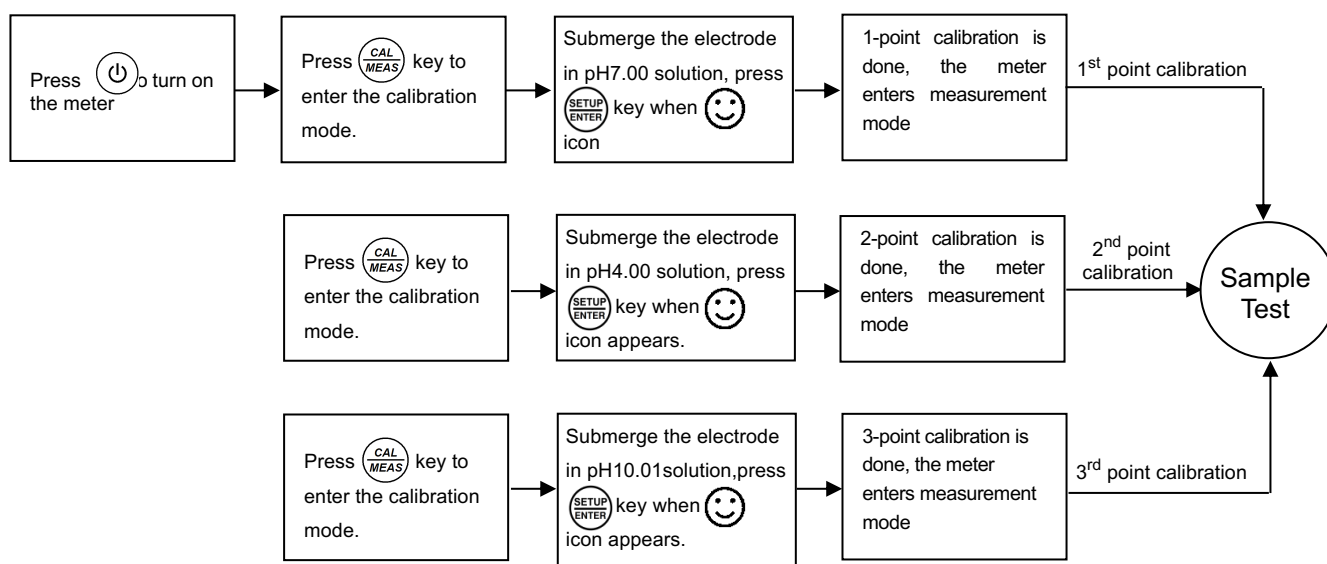 Press ɔ turn on
the meter
Press CAL
MEAS key to
enter the calibration
mode.
Submerge the electrode
in pH7.00 solution, press
SETUP
ENTER key when
icon
1-point calibration is
done, the meter
enters measurement
mode
1st point calibration
Press CAL
MEAS key to
enter the calibration
mode.
Submerge the electrode
in pH4.00 solution, press
SETUP
ENTER key when
icon appears.
2-point calibration is
done, the meter
enters measurement
mode
2nd point
calibration
Sample
Test
Press CAL
MEAS key to
enter the calibration
mode.
Submerge the electrode
in pH10.01solution,press
SETUP
ENTER key when
icon appears.
3-point calibration is
done, the meter
enters measurement
mode
3rd point calibration